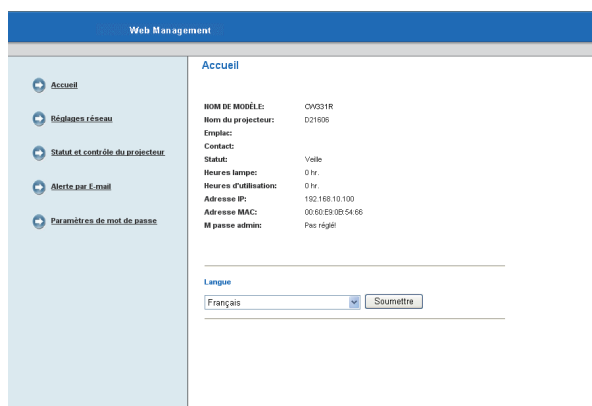 Web Management
Accueil
Accueil
Réglages réseau
Statut et contrôle du projecteur
Alerte par E-mail
Paramètres de mot de passe
NOM DE MODÉLE: CW331R
Nom du projecteur: D21606
Emplac:
Contact:
Statut: Veille
Heures lampe: 0 hr.
Heures d'utilisation: 0 hr.
Adresse IP: 192.168.10.100
Adresse MAC: 00:60:E9:0B:54:66
M passe admin: Pas réglé!
Langue
Français Soumettre